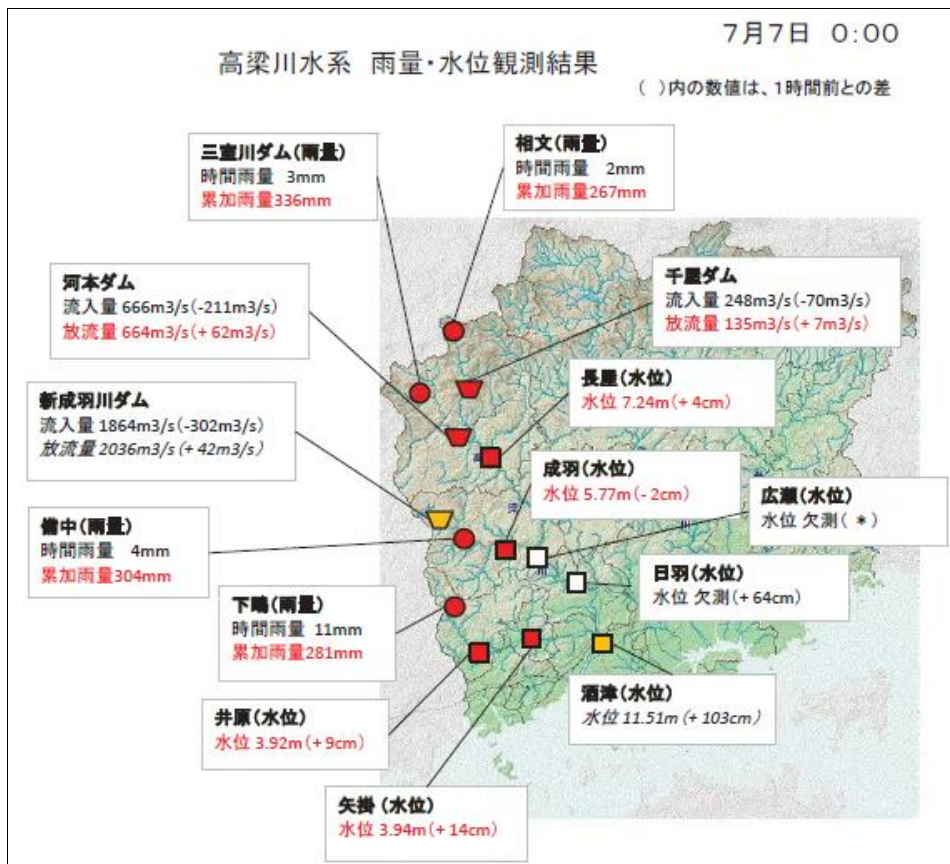 7月7日 0:00
高梁川水系 雨量・水位観測結果
( )内の数値は、1時間前との差
三室川ダム(雨量)
時間雨量 3mm
累加雨量336mm
相文(雨量)
時間雨量 2mm
累加雨量267mm
河本ダム
流入量 666m3/s(-211m3/s)
放流量 664m3/s(+ 62m3/s)
千屋ダム
流入量 248m3/s(-70m3/s)
放流量 135m3/s(+ 7m3/s)
長屋(水位)
水位 7.24m(+ 4cm)
新成羽川ダム
流入量 1864m3/s(-302m3/s)
放流量 2036m3/s(+ 42m3/s)
成羽(水位)
水位 5.77m(- 2cm)
広瀬(水位)
水位 欠測( * )
備中(雨量)
時間雨量 4mm
累加雨量304mm
日羽(水位)
水位 欠測(+ 64cm)
下鴫(雨量)
時間雨量 11mm
累加雨量281mm
酒津(水位)
水位 11.51m(+ 103cm)
井原(水位)
水位 3.92m(+ 9cm)
矢掛(水位)
水位 3.94m(+ 14cm)